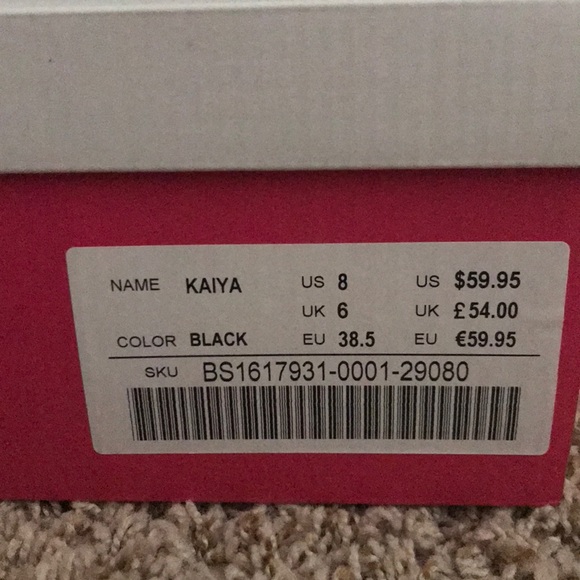 NAME KAIYA US 8 US $59.95
UK 6 UK £54.00
COLOR BLACK EU 38.5 EU €59.95
SKU BS1617931-0001-29080